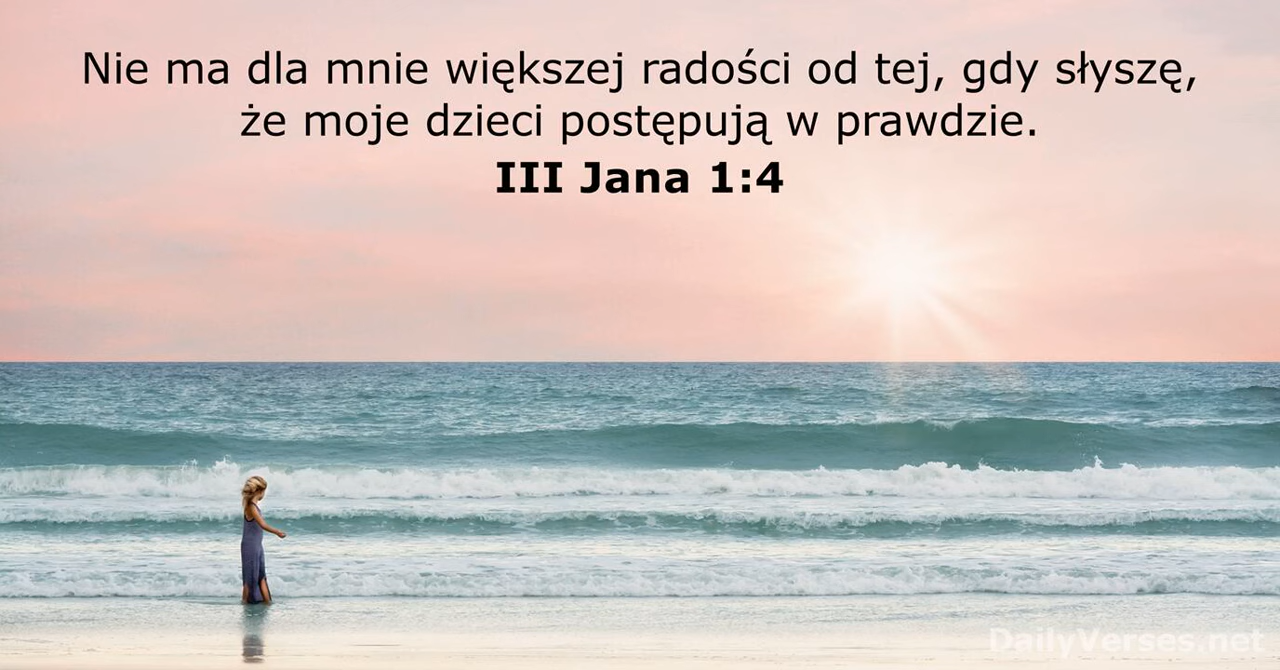 Nie ma dla mnie większej radości od tej, gdy słyszę,
że moje dzieci postępują w prawdzie.
III Jana 1:4
DailyVerses.net